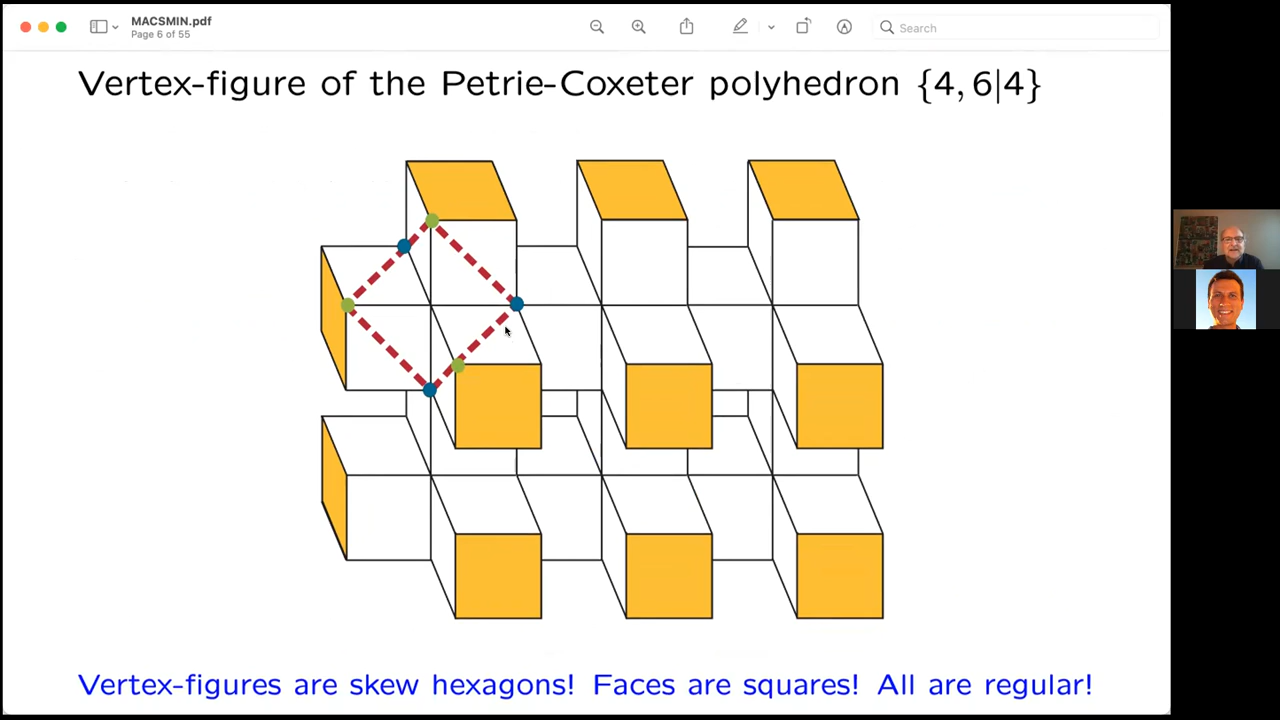 MACSMIN.pdf
Page 6 of 55
Search
Vertex-figure of the Petrie-Coxeter polyhedron {4, 6|4}
Vertex-figures are skew hexagons! Faces are squares! All are regular!